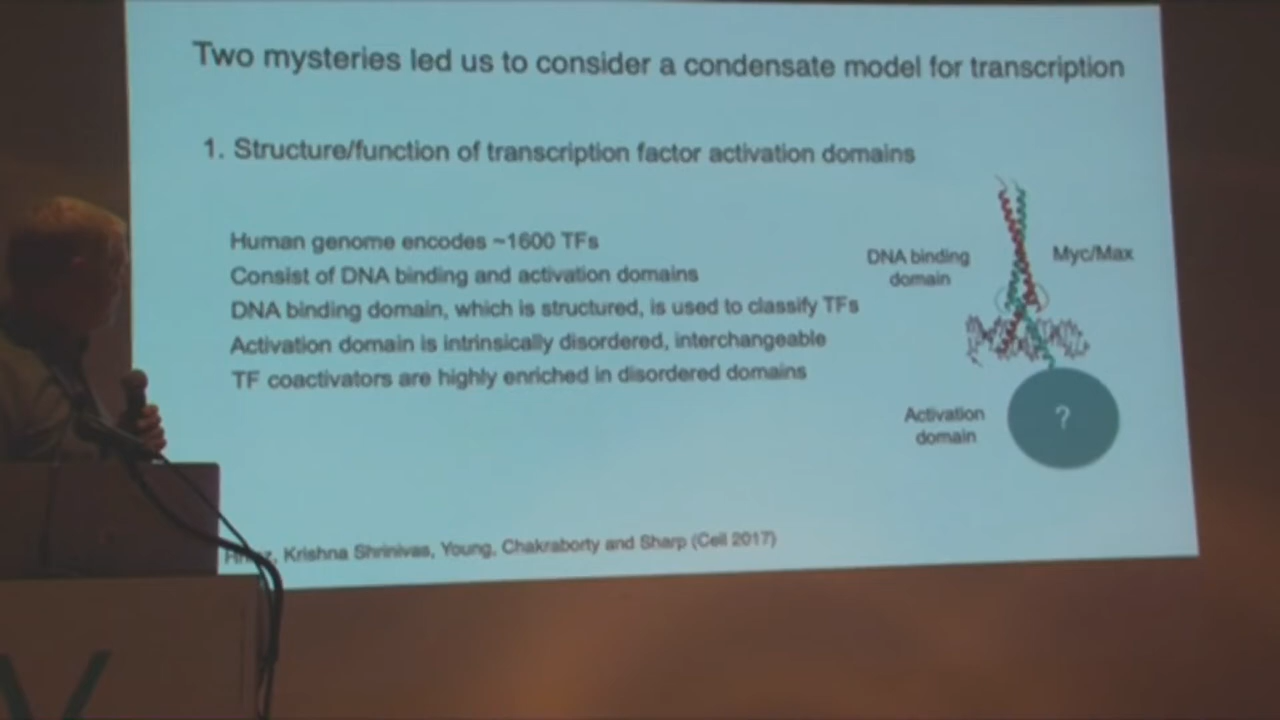 Two mysteries led us to consider a condensate model for transcription
1. Structure/function of transcription factor activation domains
Human genome encodes ~1600 TFs
Consist of DNA binding and activation domains
DNA binding domain, which is structured, is used to classify TFs
Activation domain is intrinsically disordered, interchangeable
TF coactivators are highly enriched in disordered domains
DNA binding
domain
Myc/Max
Activation
domain
?
, Krishna Shrinivas, Young, Chakraborty and Sharp (Cell 2017)